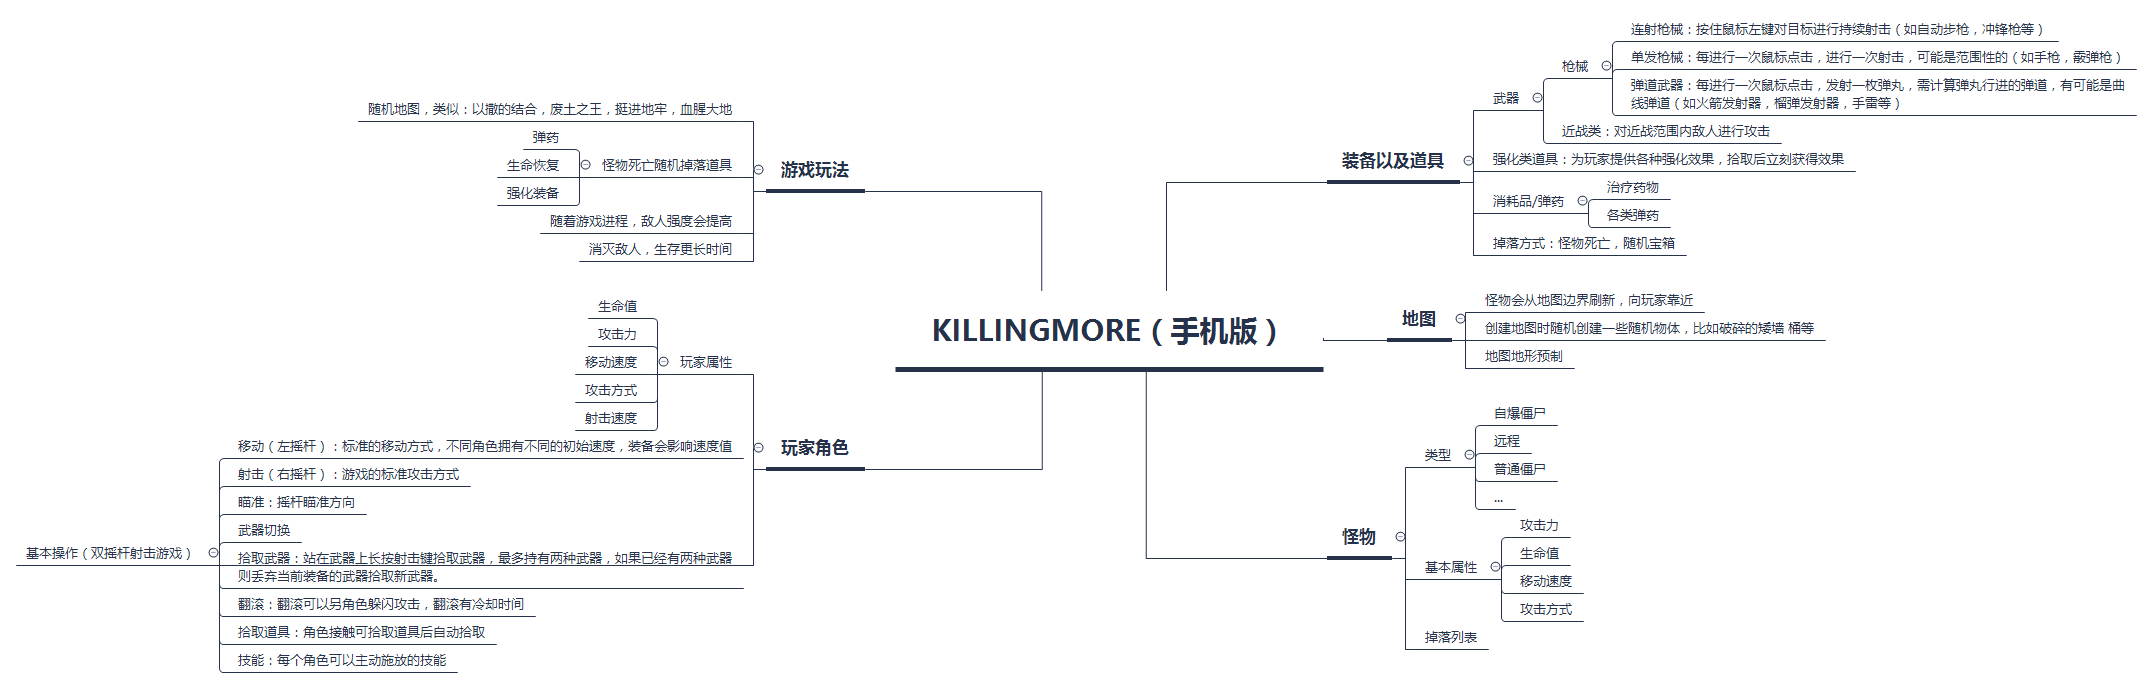 KILLINGMORE（手机版）
游戏玩法
随机地图，类似：以撒的结合，废土之王，挺进地牢，血腥大地
怪物死亡随机掉落道具
弹药
生命恢复
强化装备
随着游戏进程，敌人强度会提高
消灭敌人，生存更长时间
玩家角色
玩家属性
生命值
攻击力
移动速度
攻击方式
射击速度
基本操作（双摇杆射击游戏）
移动（左摇杆）：标准的移动方式，不同角色拥有不同的初始速度，装备会影响速度值
射击（右摇杆）：游戏的标准攻击方式
瞄准：摇杆瞄准方向
武器切换
拾取武器：站在武器上长按射击键拾取武器，最多持有两种武器，如果已经有两种武器
则丢弃当前装备的武器拾取新武器。
翻滚：翻滚可以另角色躲闪攻击，翻滚有冷却时间
拾取道具：角色接触可拾取道具后自动拾取
技能：每个角色可以主动施放的技能
装备以及道具
武器
枪械
连射枪械：按住鼠标左键对目标进行持续射击（如自动步枪，冲锋枪等）
单发枪械：每进行一次鼠标点击，进行一次射击，可能是范围性的（如手枪，霰弹枪）
弹道武器：每进行一次鼠标点击，发射一枚弹丸，需计算弹丸行进的弹道，有可能是曲
线弹道（如火箭发射器，榴弹发射器，手雷等）
近战类：对近战范围内敌人进行攻击
强化类道具：为玩家提供各种强化效果，拾取后立刻获得效果
消耗品/弹药
治疗药物
各类弹药
掉落方式：怪物死亡，随机宝箱
地图
怪物会从地图边界刷新，向玩家靠近
创建地图时随机创建一些随机物体，比如破碎的矮墙 桶等
地图地形预制
怪物
类型
自爆僵尸
远程
普通僵尸
...
基本属性
攻击力
生命值
移动速度
攻击方式
掉落列表